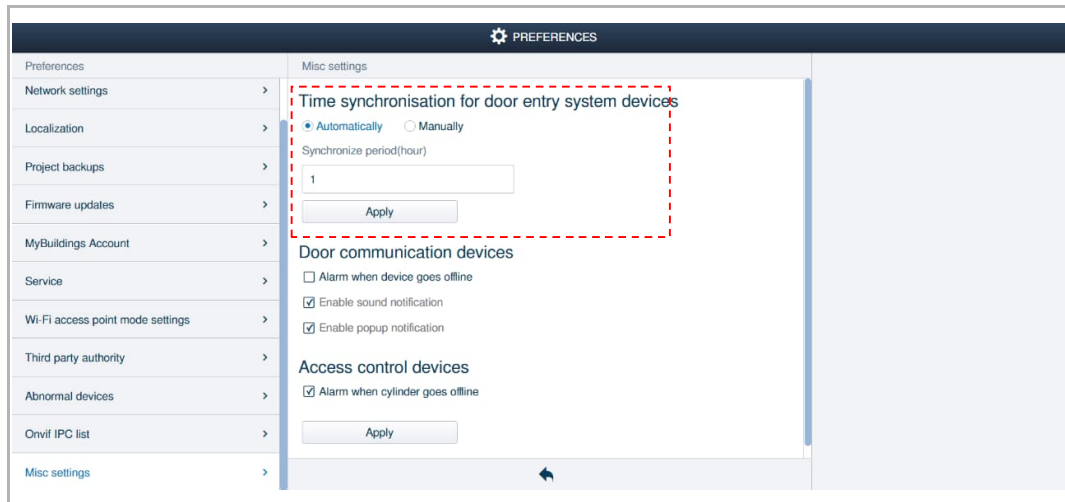 PREFERENCES
Preferences
Network settings
Localization
Project backups
Firmware updates
MyBuildings Account
Service
Wi-Fi access point mode settings
Third party authority
Abnormal devices
Onvif IPC list
Misc settings
Misc settings
Time synchronisation for door entry system devices
Automatically Manually
Synchronize period(hour)
1
Apply
Door communication devices
Alarm when device goes offline
Enable sound notification
Enable popup notification
Access control devices
Alarm when cylinder goes offline
Apply